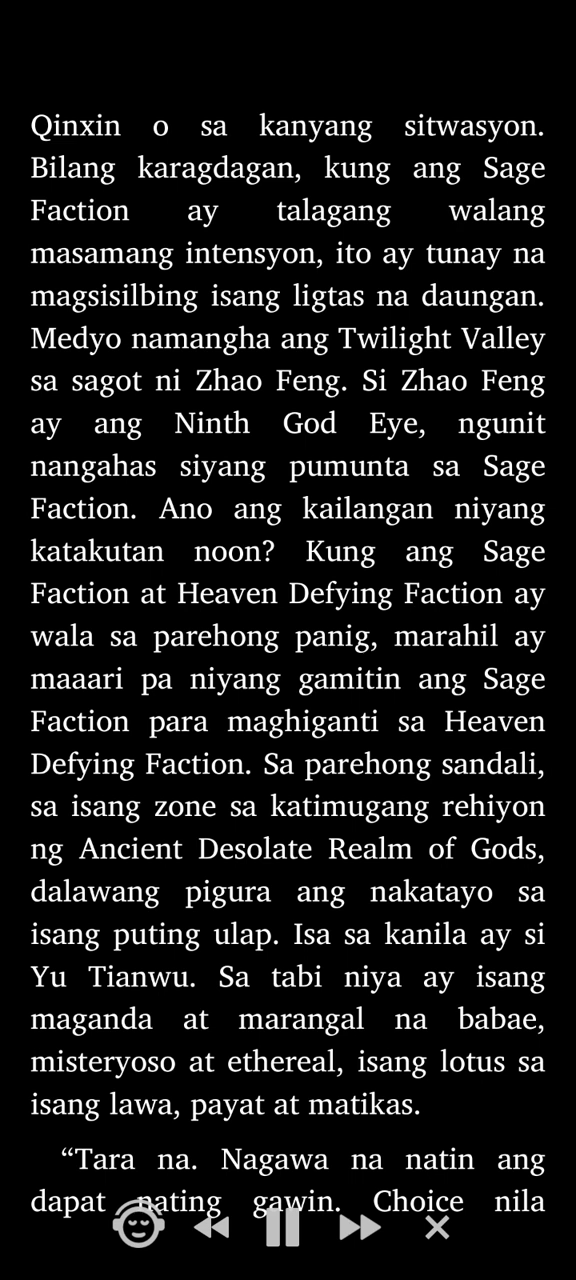 Qinxin o sa kanyang sitwasyon.
Bilang karagdagan, kung ang Sage
Faction ay talagang walang
masamang intensyon, ito ay tunay na
magsisilbing isang ligtas na daungan.
Medyo namangha ang Twilight Valley
sa sagot ni Zhao Feng. Si Zhao Feng
ay ang Ninth God Eye, ngunit
nangahas siyang pumunta sa Sage
Faction. Ano ang kailangan niyang
katakutan noon? Kung ang Sage
Faction at Heaven Defying Faction ay
wala sa parehong panig, marahil ay
maaari pa niyang gamitin ang Sage
Faction para maghiganti sa Heaven
Defying Faction. Sa parehong sandali,
sa isang zone sa katimugang rehiyon
ng Ancient Desolate Realm of Gods,
dalawang pigura ang nakatayo sa
isang puting ulap. Isa sa kanila ay si
Yu Tianwu. Sa tabi niya ay isang
maganda at marangal na babae,
misteryoso at ethereal, isang lotus sa
isang lawa, payat at matikas.
“Tara na. Nagawa na natin ang
dapat nating gawin. Choice nila